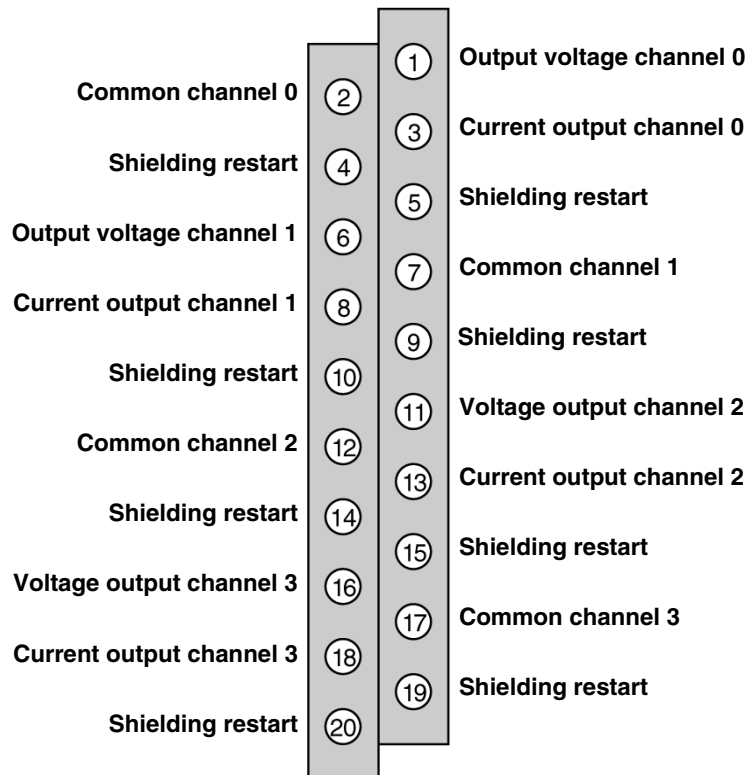 1 Output voltage channel 0
Common channel 0 2
3 Current output channel 0
Shielding restart 4
5 Shielding restart
Output voltage channel 1 6
7 Common channel 1
Current output channel 1 8
9 Shielding restart
Shielding restart 10
11 Voltage output channel 2
Common channel 2 12
13 Current output channel 2
Shielding restart 14
15 Shielding restart
Voltage output channel 3 16
17 Common channel 3
Current output channel 3 18
19 Shielding restart
Shielding restart 20